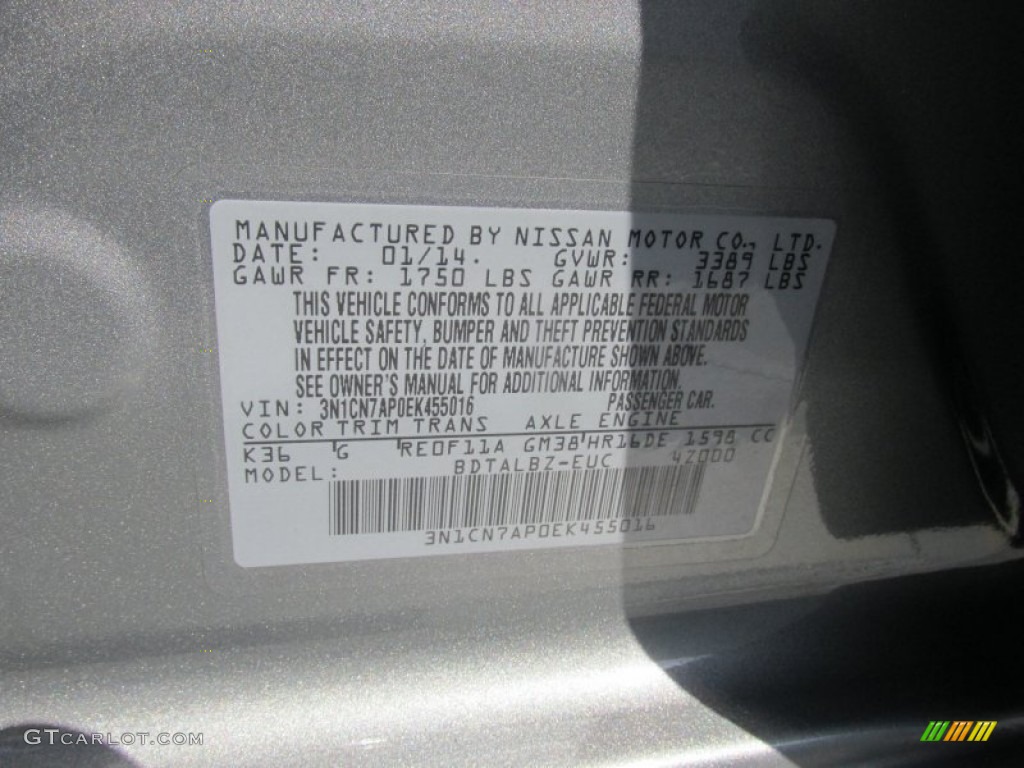 MANUFACTURED BY NISSAN MOTOR CO., LTD.
DATE: 01/14. GVWR: 3389 LBS
GAWR FR: 1750 LBS GAWR RR: 1687 LBS
THIS VEHICLE CONFORMS TO ALL APPLICABLE FEDERAL MOTOR
VEHICLE SAFETY, BUMPER AND THEFT PREVENTION STANDARDS
IN EFFECT ON THE DATE OF MANUFACTURE SHOWN ABOVE.
SEE OWNER'S MANUAL FOR ADDITIONAL INFORMATION.
VIN: 3N1CN7AP0EK455016 PASSENGER CAR.
COLOR TRIM TRANS AXLE ENGINE
K36 G RE0F11A GM38 HR16DE 1598 CC
MODEL: BDTALBZ-EUC 4Z000
3N1CN7AP0EK455016
GTCARLOT.COM